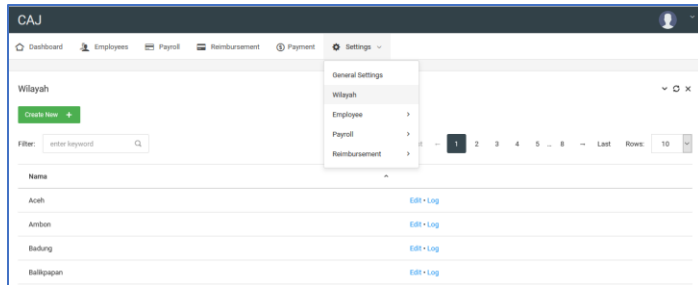 CAJ
Dashboard Employees Payroll Reimbursement Payment Settings
General Settings
Wilayah
Employee
Payroll
Reimbursement
Wilayah
Create New +
Filter: enter keyword
1 2 3 4 5 ... 8 → Last Rows: 10
Nama
Aceh Edit • Log
Ambon Edit • Log
Badung Edit • Log
Balikpapan Edit • Log